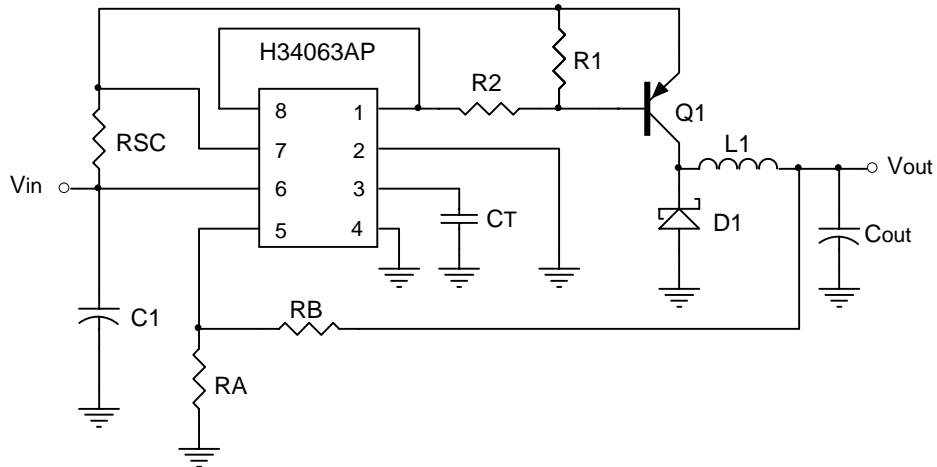 H34063AP
R1
R2
Q1
8
1
RSC
7
2
L1
Vin
6
3
Vout
CT
5
4
D1
Cout
C1
RB
RA